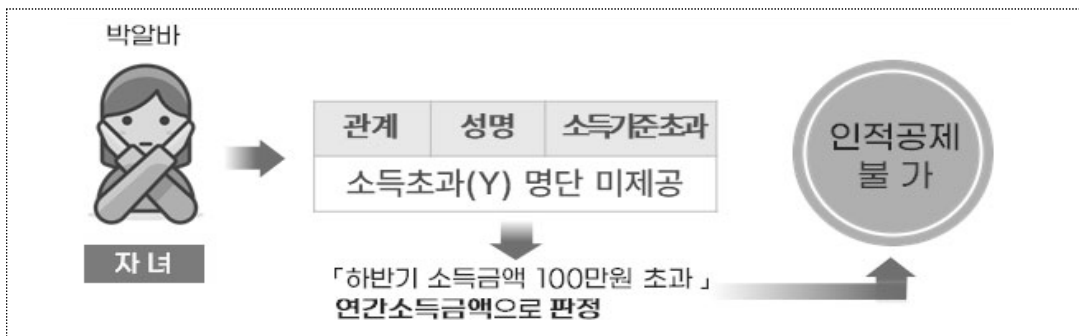 박알바
자 녀
관계 성명 소득기준초과
소득초과(Y) 명단 미제공
「하반기 소득금액 100만원 초과」
연간소득금액으로 판정
인적공제
불 가